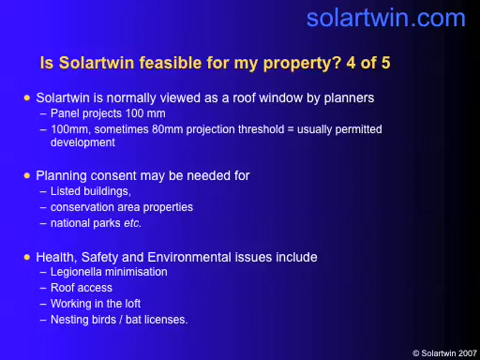 solartwin.com
Is Solartwin feasible for my property? 4 of 5
• Solartwin is normally viewed as a roof window by planners
– Panel projects 100 mm
– 100mm, sometimes 80mm projection threshold = usually permitted
development
• Planning consent may be needed for
– Listed buildings,
– conservation area properties
– national parks etc.
• Health, Safety and Environmental issues include
– Legionella minimisation
– Roof access
– Working in the loft
– Nesting birds / bat licenses.
© Solartwin 2007